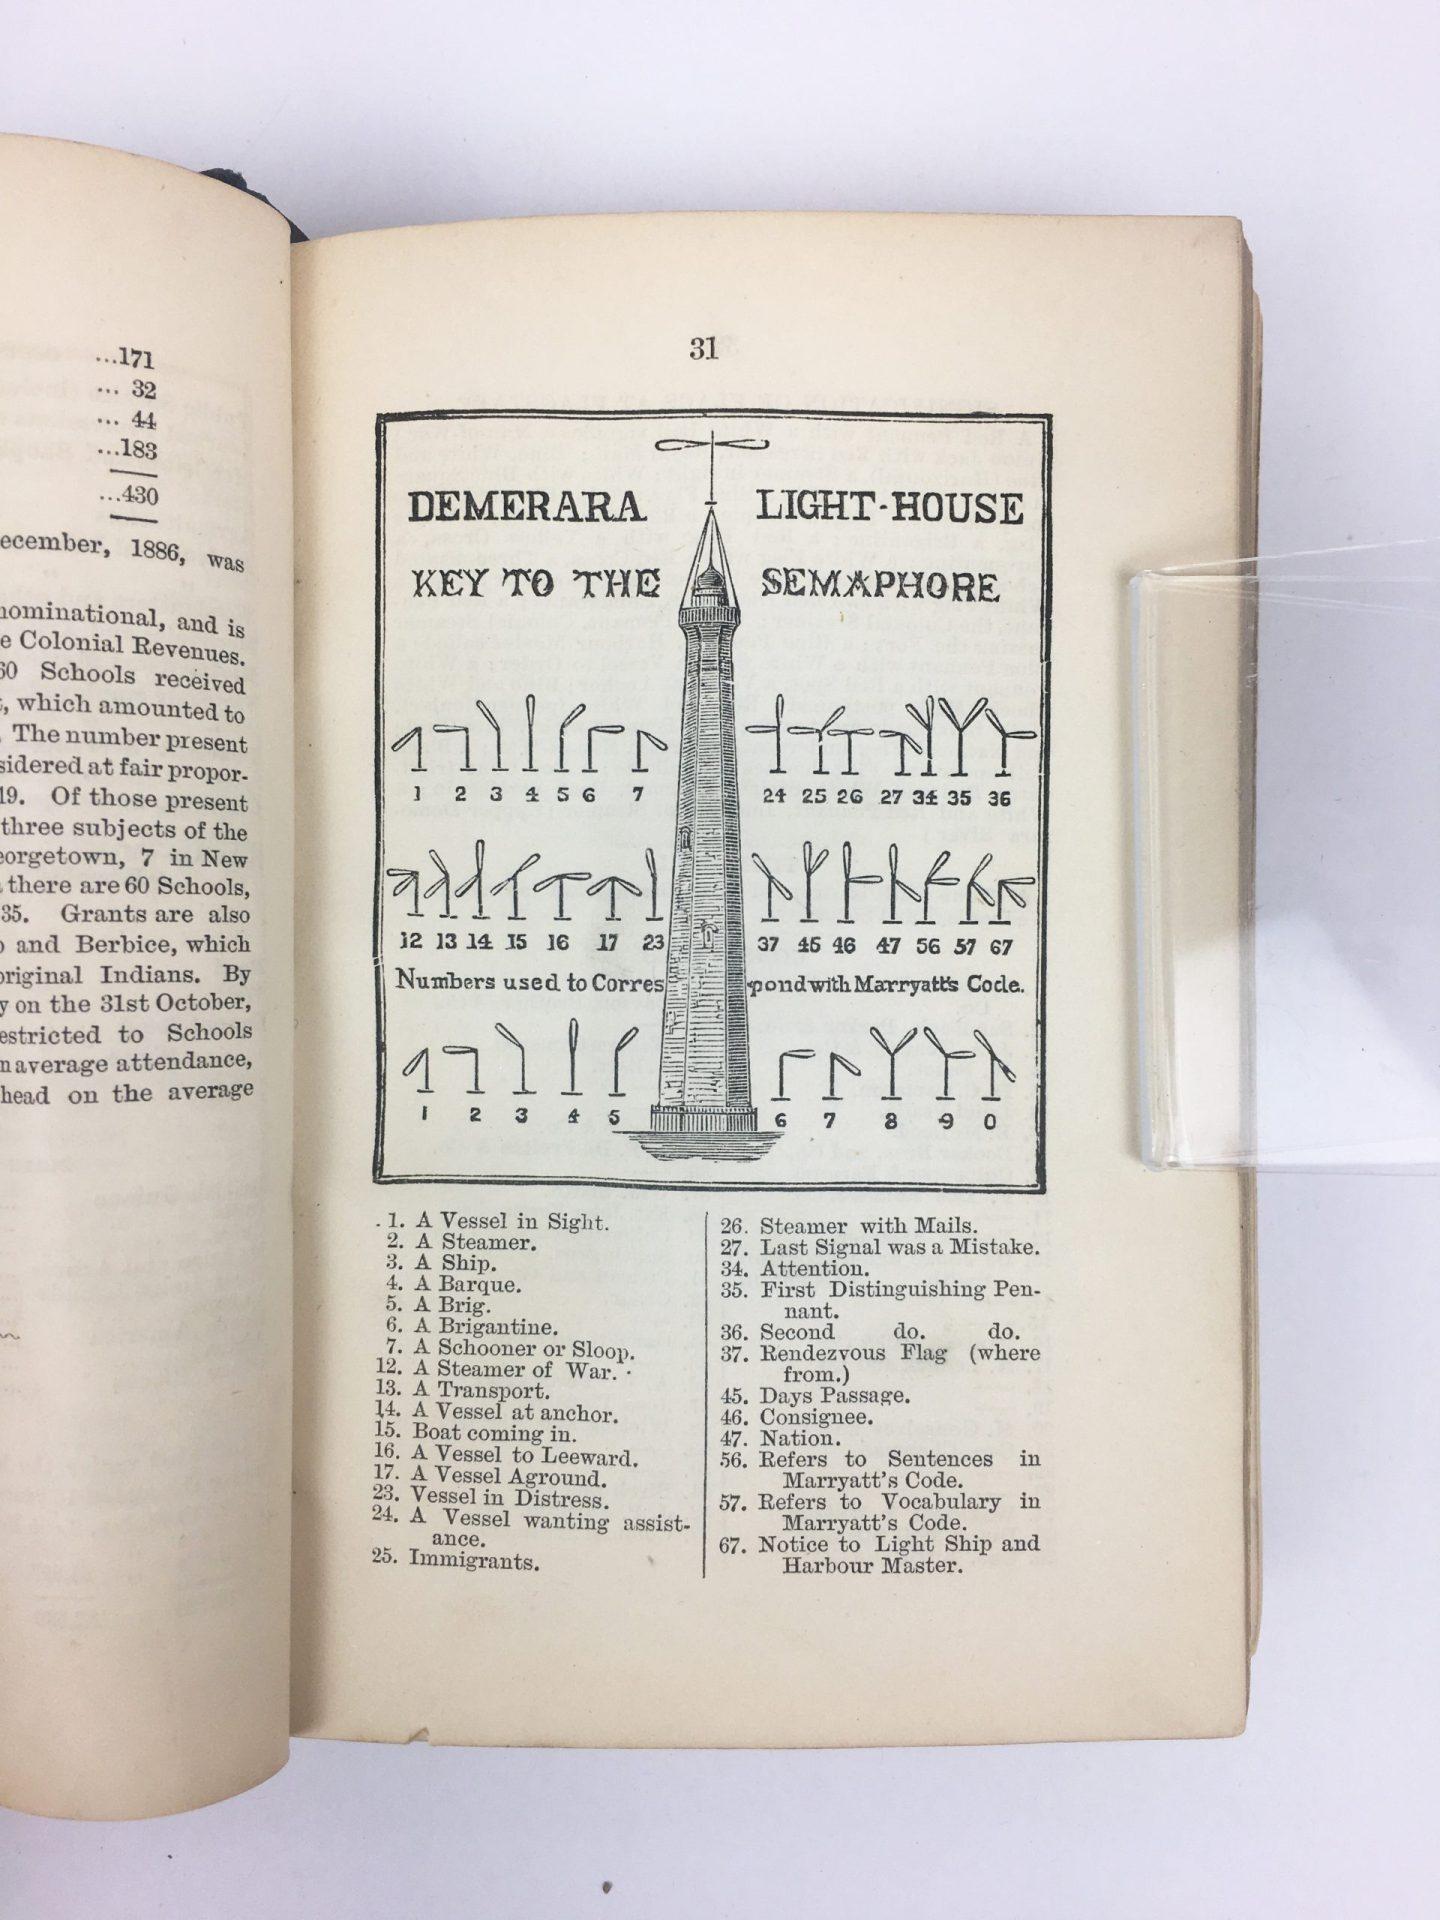 ...171
... 32
... 44
...183
...430
ecember, 1886, was
nominational, and is
e Colonial Revenues.
60 Schools received
, which amounted to
. The number present
sidered at fair propor-
19. Of those present
three subjects of the
eorgetown, 7 in New
there are 60 Schools,
35. Grants are also
o and Berbice, which
original Indians. By
y on the 31st October,
estricted to Schools
n average attendance,
head on the average
31
DEMERARA LIGHT-HOUSE
KEY TO THE SEMAPHORE
1 2 3 4 5 6 7 24 25 26 27 34 35 36
12 13 14 15 16 17 23 37 45 46 47 56 57 67
Numbers used to Correspond with Marryatt's Code.
1 2 3 4 5 6 7 8 9 0
1. A Vessel in Sight.
2. A Steamer.
3. A Ship.
4. A Barque.
5. A Brig.
6. A Brigantine.
7. A Schooner or Sloop.
12. A Steamer of War.
13. A Transport.
14. A Vessel at anchor.
15. Boat coming in.
16. A Vessel to Leeward.
17. A Vessel Aground.
23. Vessel in Distress.
24. A Vessel wanting assist-
ance.
25. Immigrants.
26. Steamer with Mails.
27. Last Signal was a Mistake.
34. Attention.
35. First Distinguishing Pen-
nant.
36. Second do. do.
37. Rendezvous Flag (where
from.)
45. Days Passage.
46. Consignee.
47. Nation.
56. Refers to Sentences in
Marryatt's Code.
57. Refers to Vocabulary in
Marryatt's Code.
67. Notice to Light Ship and
Harbour Master.